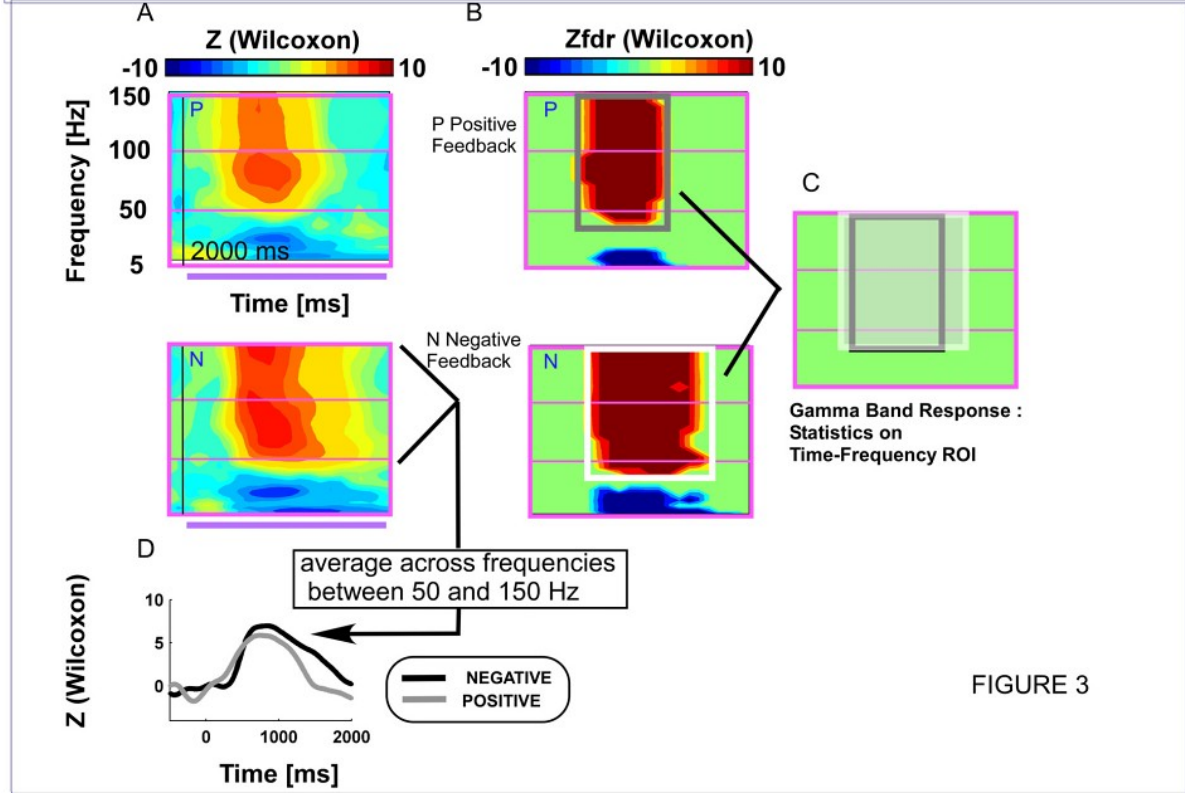 A
B
Z (Wilcoxon)
-10 10
Zfdr (Wilcoxon)
-10 10
Frequency [Hz]
150
100
50
5
P
2000 ms
Time [ms]
P Positive
Feedback
P
C
N Negative
Feedback
N
N
Gamma Band Response :
Statistics on
Time-Frequency ROI
D
average across frequencies
between 50 and 150 Hz
Z (Wilcoxon)
10
5
0
0 1000 2000
Time [ms]
NEGATIVE
POSITIVE
FIGURE 3